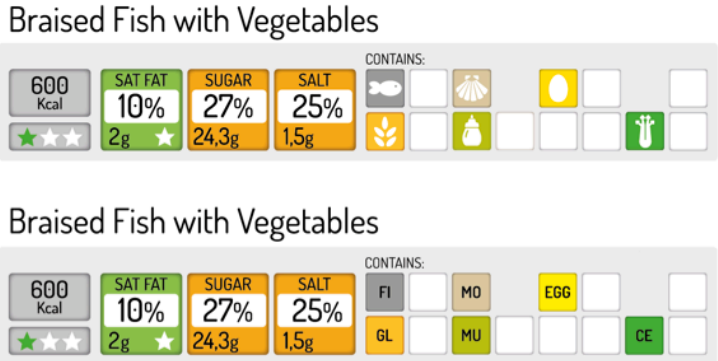 Braised Fish with Vegetables
CONTAINS:
600 SAT FAT SUGAR SALT
Kcal 10% 27% 25%
2g 24,3g 1,5g
Braised Fish with Vegetables
CONTAINS:
600 SAT FAT SUGAR SALT FI MO EGG
Kcal 10% 27% 25%
2g 24,3g 1,5g GL MU CE